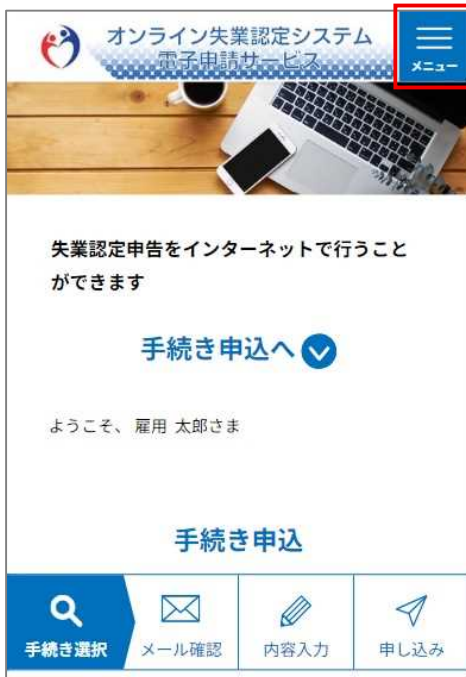 オンライン失業認定システム
電子申請サービス
メニュー
失業認定申告をインターネットで行うこと
ができます
手続き申込へ
ようこそ、 雇用 太郎さま
手続き申込
手続き選択
メール確認
内容入力
申し込み